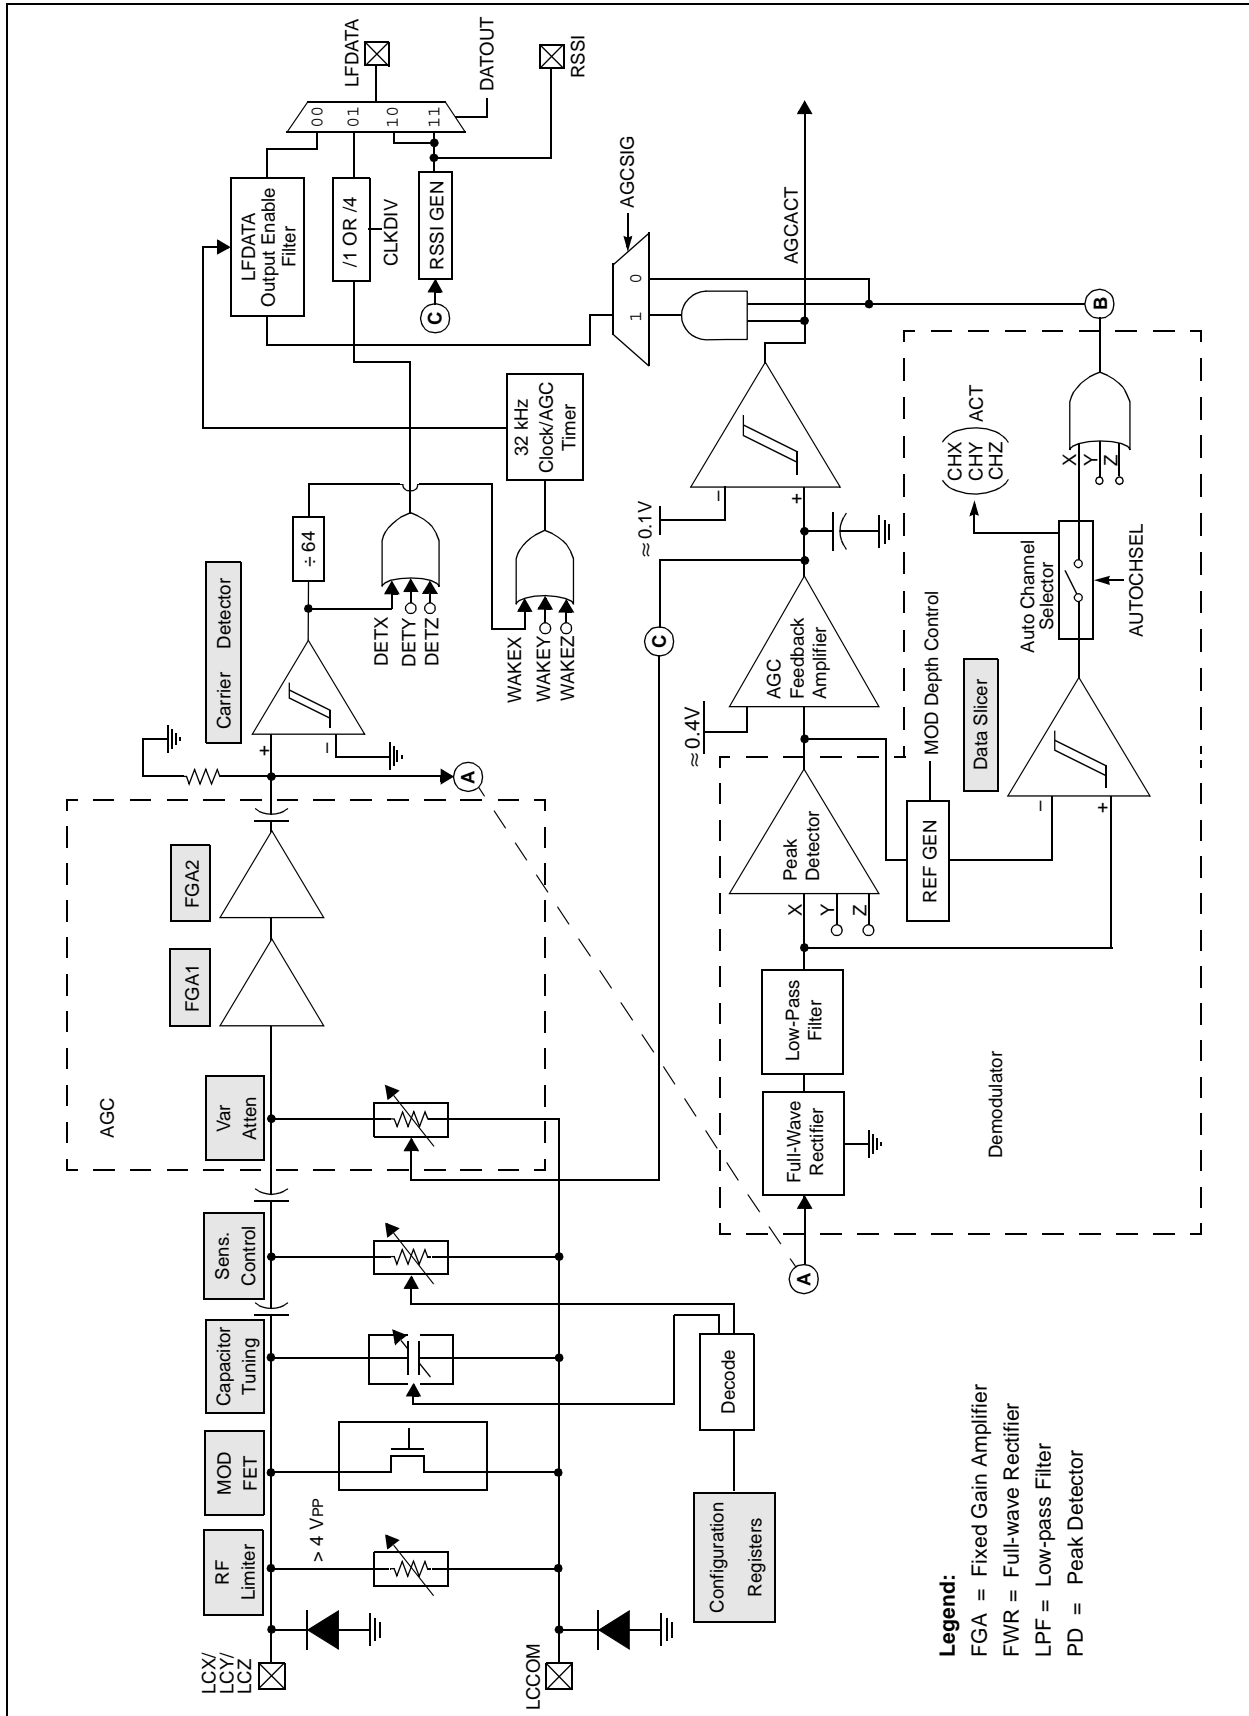 LCX/
LCY/
LCZ
LCCOM
RF
Limiter
> 4 VPP
MOD
FET
Capacitor
Tuning
Sens.
Control
Var
Atten
AGC
FGA1
FGA2
Carrier Detector
+
–
A
÷ 64
DETX
DETY
DETZ
WAKEX
WAKEY
WAKEZ
32 kHz
Clock/AGC
Timer
LFDATA
Output Enable
Filter
/1 OR /4
CLKDIV
RSSI GEN
C
00
01
10
11
LFDATA
DATOUT
RSSI
Configuration
Registers
Decode
A
Full-Wave
Rectifier
Low-Pass
Filter
X
Y
Z
Peak
Detector
≈ 0.4V
AGC
Feedback
Amplifier
C
≈ 0.1V
–
+
1
0
AGCSIG
AGCACT
REF GEN
MOD Depth Control
Data Slicer
–
+
Auto Channel
Selector
AUTOCHSEL
CHX
CHY
CHZ
ACT
X
Y
Z
B
Demodulator
Legend:
FGA = Fixed Gain Amplifier
FWR = Full-wave Rectifier
LPF = Low-pass Filter
PD = Peak Detector